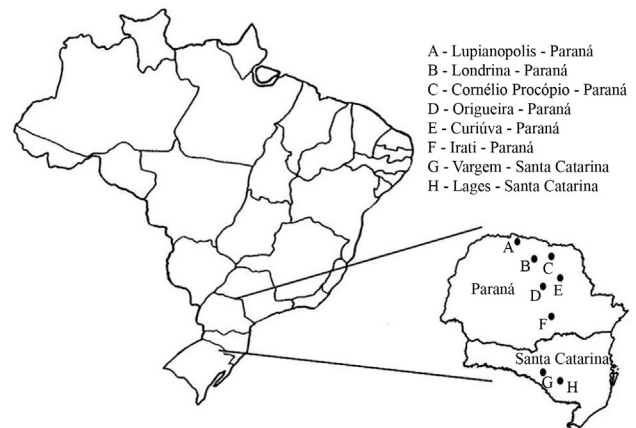 A - Lupianopolis - Paraná
B - Londrina - Paraná
C - Cornélio Procópio - Paraná
D - Origueira - Paraná
E - Curiúva - Paraná
F - Irati - Paraná
G - Vargem - Santa Catarina
H - Lages - Santa Catarina
A
B
C
Paraná
D
E
F
Santa Catarina
G
H